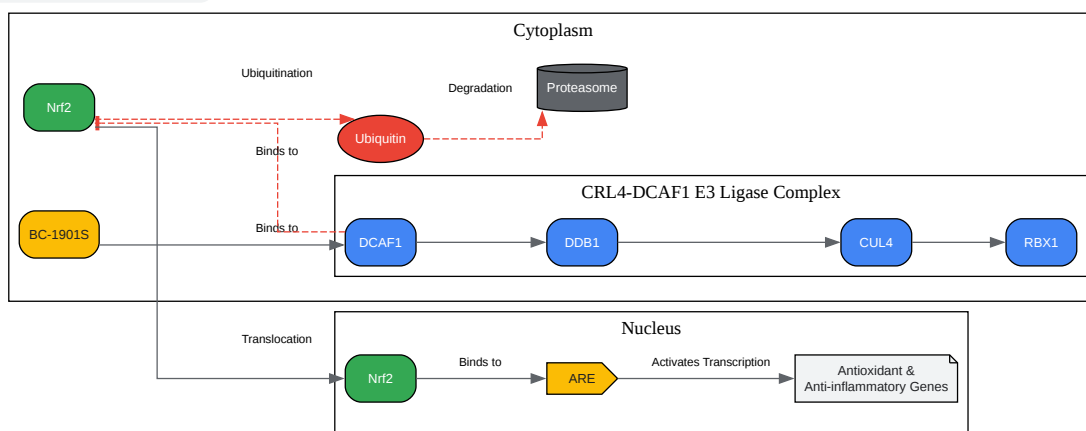 Cytoplasm
Ubiquitination
Degradation
Proteasome
Nrf2
Ubiquitin
Binds to
CRL4-DCAF1 E3 Ligase Complex
Binds to
BC-1901S
DCAF1
DDB1
CUL4
RBX1
Nucleus
Translocation
Nrf2
Binds to
ARE
Activates Transcription
Antioxidant &
Anti-inflammatory Genes